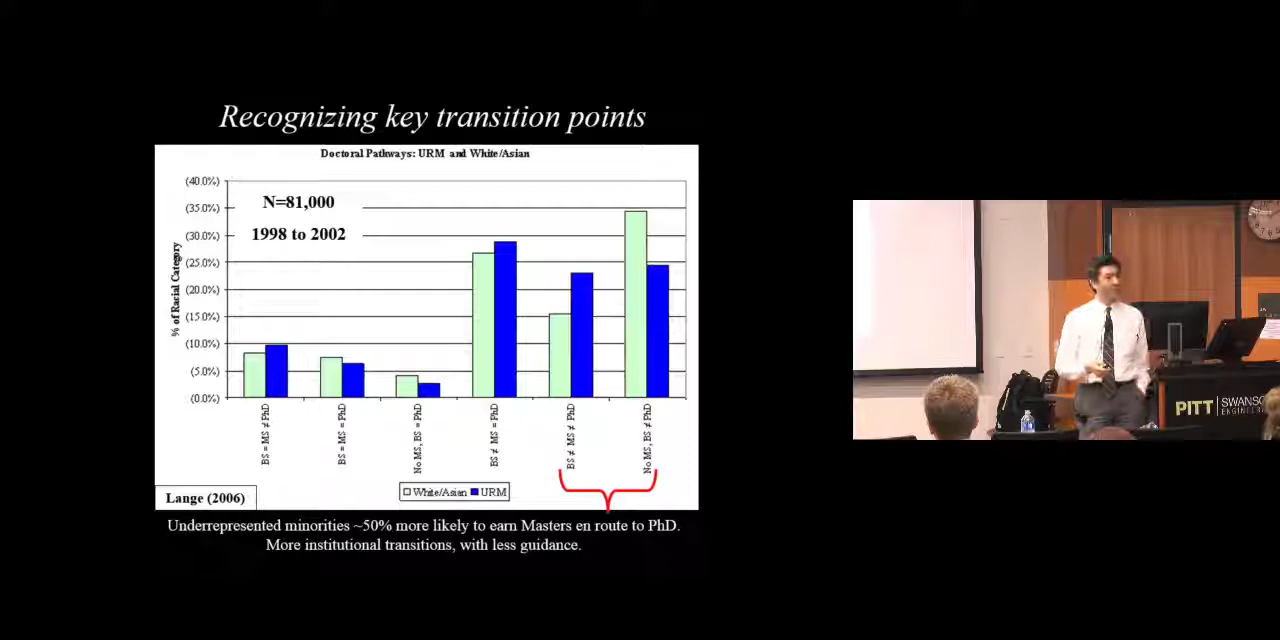 Recognizing key transition points
Doctoral Pathways: URM and White/Asian
(40.0%)
(35.0%)
(30.0%)
(25.0%)
(20.0%)
(15.0%)
(10.0%)
(5.0%)
(0.0%)
% of Racial Category
N=81,000
1998 to 2002
BS = MS ≠ PhD
BS = MS = PhD
No MS, BS = PhD
BS ≠ MS = PhD
BS ≠ MS ≠ PhD
No MS, BS ≠ PhD
White/Asian URM
Lange (2006)
Underrepresented minorities ~50% more likely to earn Masters en route to PhD.
More institutional transitions, with less guidance.
PITT SWANSO
ENGINEERING